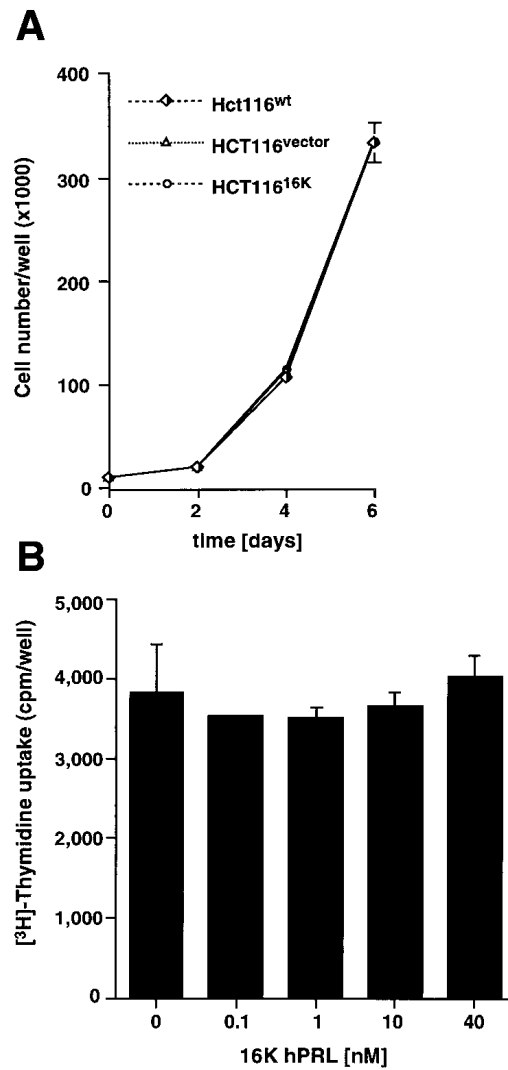 A
400
300
200
100
0
Cell number/well (x1000)
Hct116wt
HCT116vector
HCT11616K
0 2 4 6
time [days]
B
5,000
4,000
3,000
2,000
1,000
0
[3H]-Thymidine uptake (cpm/well)
0 0.1 1 10 40
16K hPRL [nM]